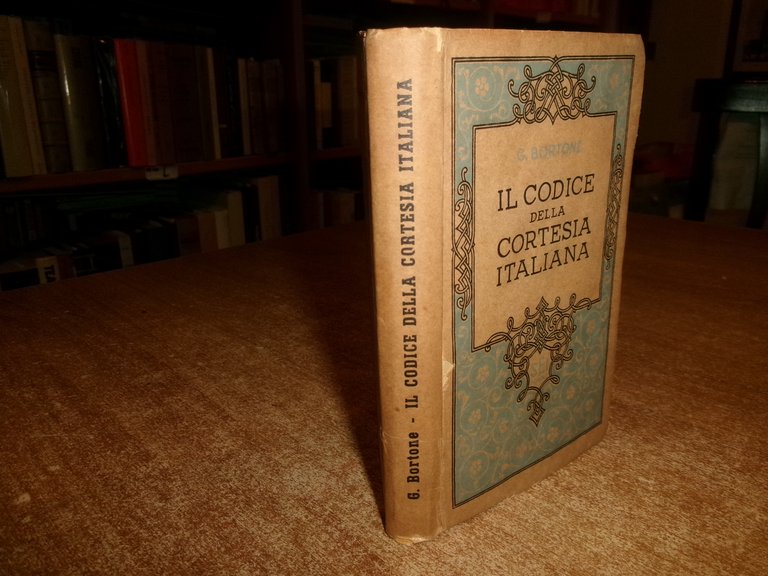 G. Bortone - IL CODICE DELLA CORTESIA ITALIANA
G. BORTONE
IL CODICE
DELLA
CORTESIA
ITALIANA